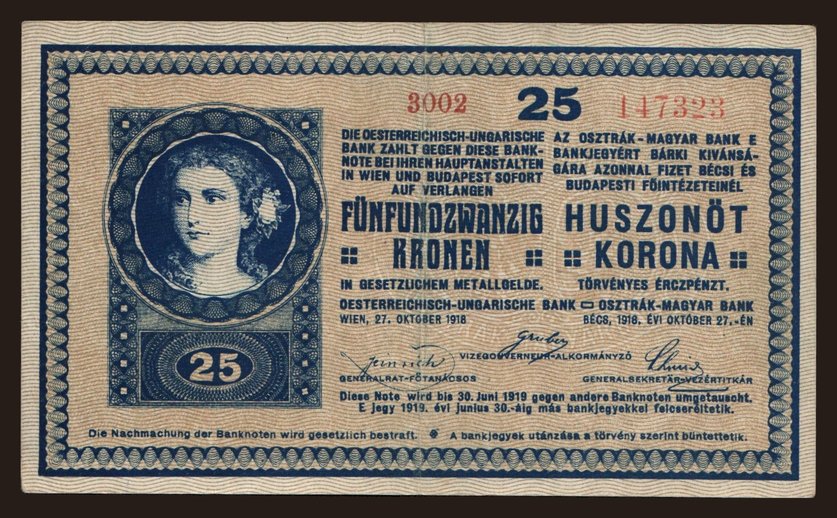 3002 25 147323
DIE OESTERREICHISCH-UNGARISCHE
BANK ZAHLT GEGEN DIESE BANK-
NOTE BEI IHREN HAUPTANSTALTEN
IN WIEN UND BUDAPEST SOFORT
AUF VERLANGEN
FÜNFUNDZWANZIG
KRONEN
IN GESETZLICHEM METALLGELDE.
AZ OSZTRÁK-MAGYAR BANK E
BANKJEGYÉRT BÁRKI KIVÁNSÁ-
GÁRA AZONNAL FIZET BÉCSI ÉS
BUDAPESTI FŐINTÉZETEINÉL
HUSZONÖT
KORONA
TÖRVÉNYES ÉRCZPÉNZT.
OESTERREICHISCH-UNGARISCHE BANK OSZTRÁK-MAGYAR BANK
WIEN, 27. OKTOBER 1918 BÉCS, 1918. ÉVI OKTÓBER 27.-ÉN
Gruber
VIZEGOUVERNEUR-ALKORMÁNYZÓ
GENERALRAT-FŐTANÁCSOS GENERALSEKRETÄR-VEZÉRTITKÁR
25
Diese Note wird bis 30. Juni 1919 gegen andere Banknoten umgetauscht.
E jegy 1919. évi junius 30.-áig más bankjegyekkel felcseréltetik.
Die Nachmachung der Banknoten wird gesetzlich bestraft. A bankjegyek utánzása a törvény szerint büntettetik.